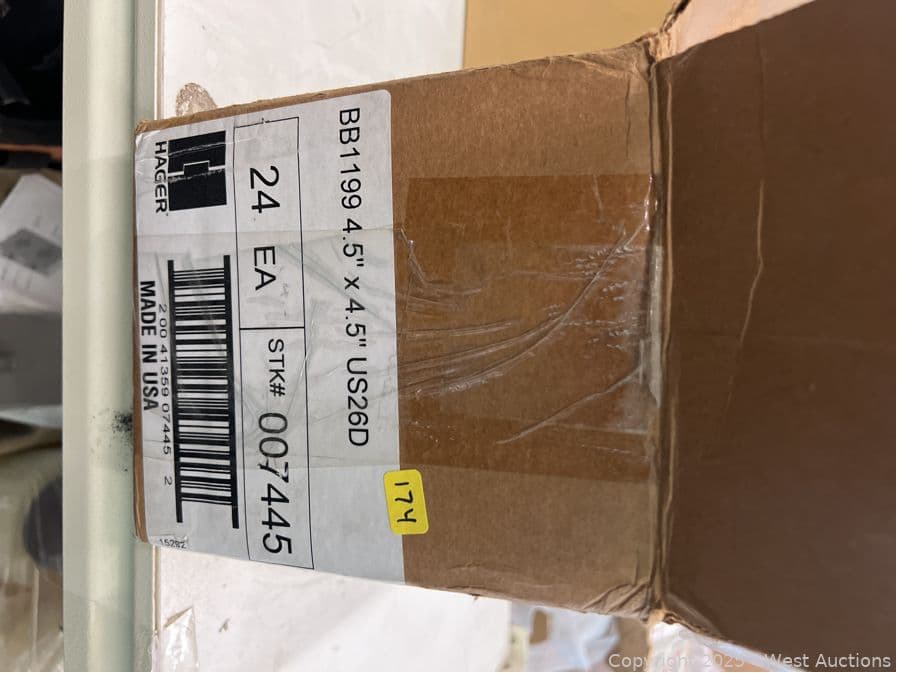 BB1199 4.5" x 4.5" US26D
24 EA
STK# 007445
HAGER
2 00 41359 07445 2
MADE IN USA
15292
174
Copyright 2025 West Auctions